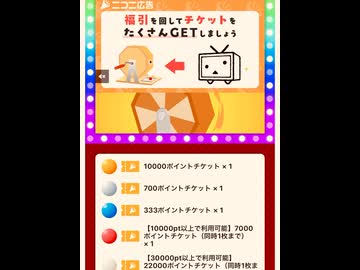 ニコニ広告
福引を回してチケットを
たくさんGETしましょう
10000ポイントチケット × 1
700ポイントチケット × 1
333ポイントチケット × 1
【10000pt以上で利用可能】7000
ポイントチケット（同時1枚まで）
× 1
【30000pt以上で利用可能】
22000ポイントチケット（同時1枚ま